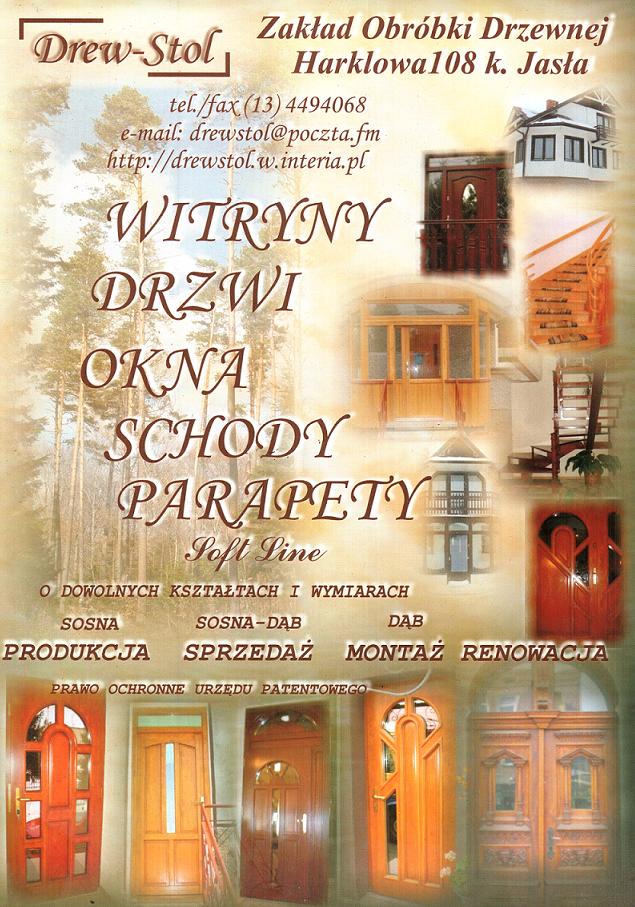 Drew-Stol
Zakład Obróbki Drzewnej
Harklowa108 k. Jasła
tel./fax (13) 4494068
e-mail: drewstol@poczta.fm
http://drewstol.w.interia.pl
WITRYNY
DRZWI
OKNA
SCHODY
PARAPETY
Soft Line
O DOWOLNYCH KSZTAŁTACH I WYMIARACH
SOSNA SOSNA-DĄB DĄB
PRODUKCJA SPRZEDAŻ MONTAŻ RENOWACJA
PRAWO OCHRONNE URZĘDU PATENTOWEGO